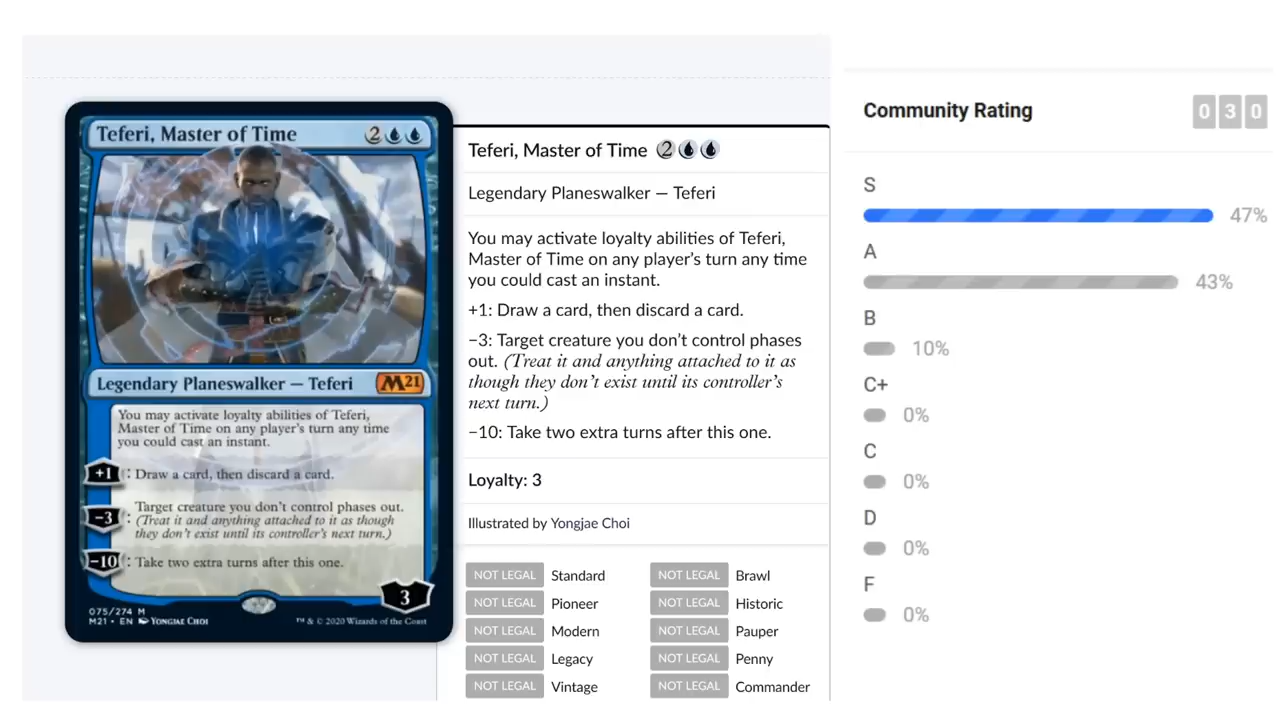 Teferi, Master of Time 2
Legendary Planeswalker — Teferi M21
You may activate loyalty abilities of Teferi,
Master of Time on any player's turn any time
you could cast an instant.
+1 : Draw a card, then discard a card.
Target creature you don't control phases out.
−3 : (Treat it and anything attached to it as though
they don't exist until its controller's next turn.)
−10 : Take two extra turns after this one.
3
075/274 M
M21 • EN Yongjae Choi ™ & © 2020 Wizards of the Coast
Teferi, Master of Time 2
Legendary Planeswalker — Teferi
You may activate loyalty abilities of Teferi,
Master of Time on any player's turn any time
you could cast an instant.
+1: Draw a card, then discard a card.
−3: Target creature you don't control phases
out. (Treat it and anything attached to it as
though they don't exist until its controller's
next turn.)
−10: Take two extra turns after this one.
Loyalty: 3
Illustrated by Yongjae Choi
NOT LEGAL Standard NOT LEGAL Brawl
NOT LEGAL Pioneer NOT LEGAL Historic
NOT LEGAL Modern NOT LEGAL Pauper
NOT LEGAL Legacy NOT LEGAL Penny
NOT LEGAL Vintage NOT LEGAL Commander
Community Rating 0 3 0
S
47%
A
43%
B
10%
C+
0%
C
0%
D
0%
F
0%